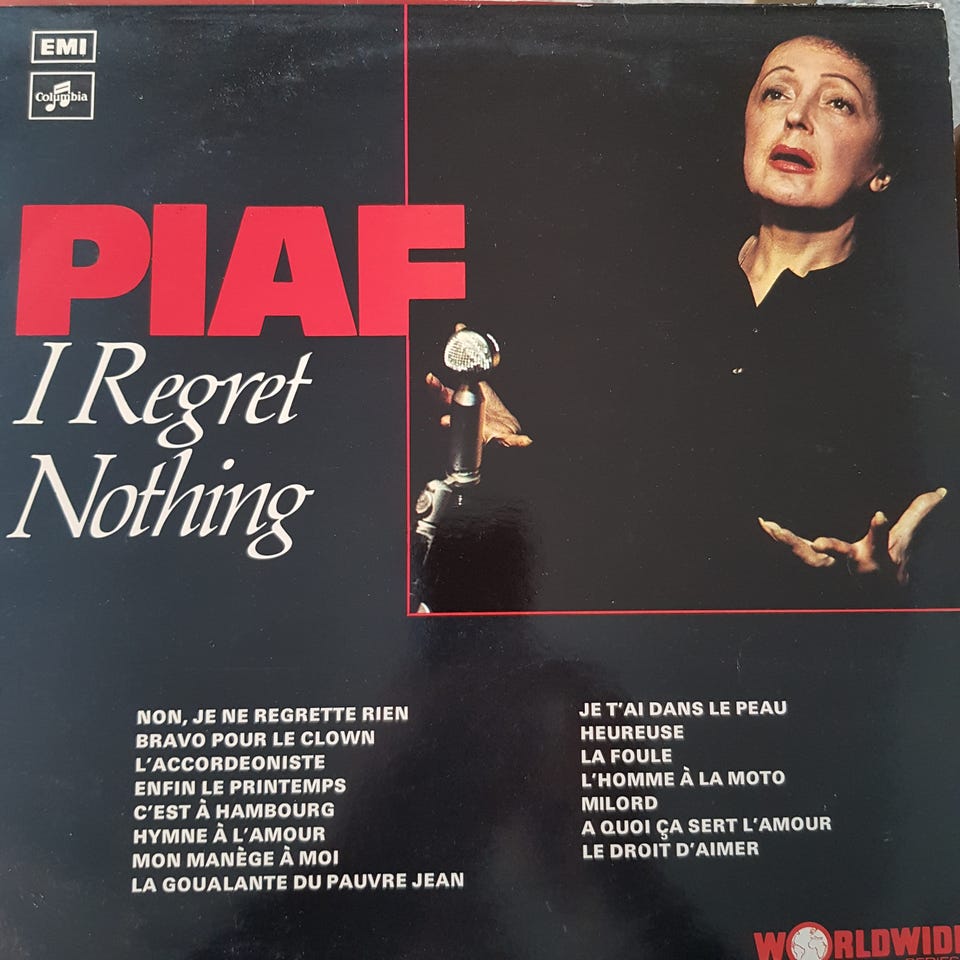 EMI
Columbia
PIAF
I Regret
Nothing
NON, JE NE REGRETTE RIEN
BRAVO POUR LE CLOWN
L'ACCORDEONISTE
ENFIN LE PRINTEMPS
C'EST À HAMBOURG
HYMNE À L'AMOUR
MON MANÈGE À MOI
LA GOUALANTE DU PAUVRE JEAN
JE T'AI DANS LE PEAU
HEUREUSE
LA FOULE
L'HOMME À LA MOTO
MILORD
A QUOI ÇA SERT L'AMOUR
LE DROIT D'AIMER
WORLDWIDE